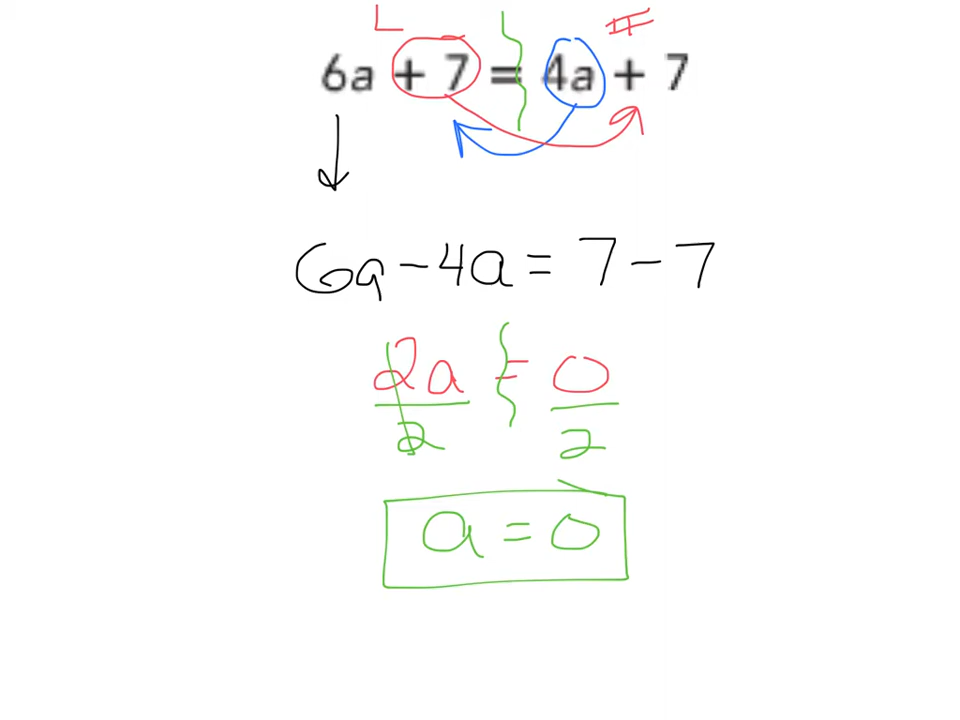 L #
6a + 7 = 4a + 7
6a - 4a = 7 - 7
2a = 0
2 2
a = 0